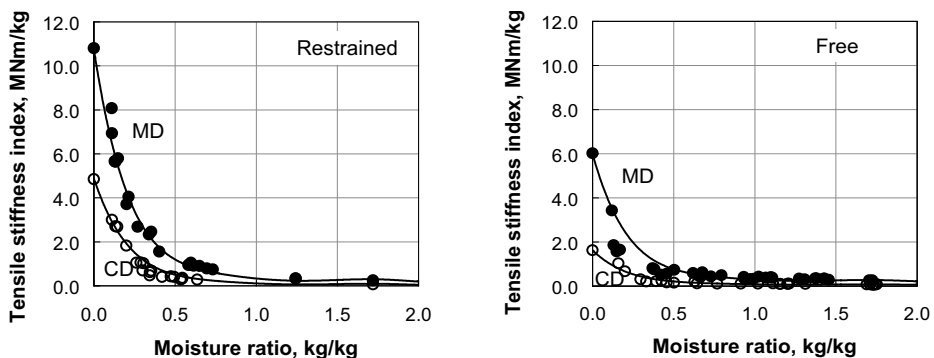 Tensile stiffness index, MNm/kg
12.0
10.0
8.0
6.0
4.0
2.0
0.0
Restrained
MD
CD
0.0 0.5 1.0 1.5 2.0
Moisture ratio, kg/kg
Tensile stiffness index, MNm/kg
12.0
10.0
8.0
6.0
4.0
2.0
0.0
Free
MD
CD
0.0 0.5 1.0 1.5 2.0
Moisture ratio, kg/kg